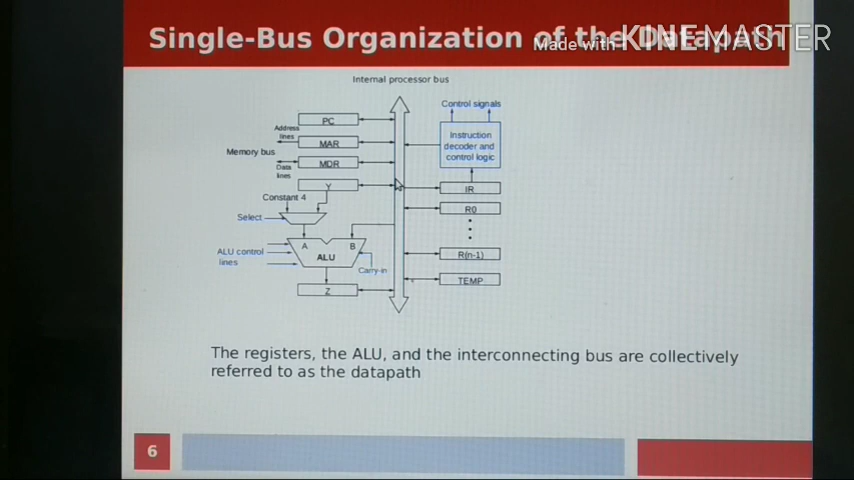 Single-Bus Organization of the Datapath
Made with KINEMASTER
Internal processor bus
Control signals
PC
Address
lines
MAR
Instruction
decoder and
control logic
Memory bus
MDR
Data
lines
Y
IR
Constant 4
R0
Select
A
B
ALU
ALU control
lines
R(n-1)
Carry-in
TEMP
Z
The registers, the ALU, and the interconnecting bus are collectively
referred to as the datapath
6